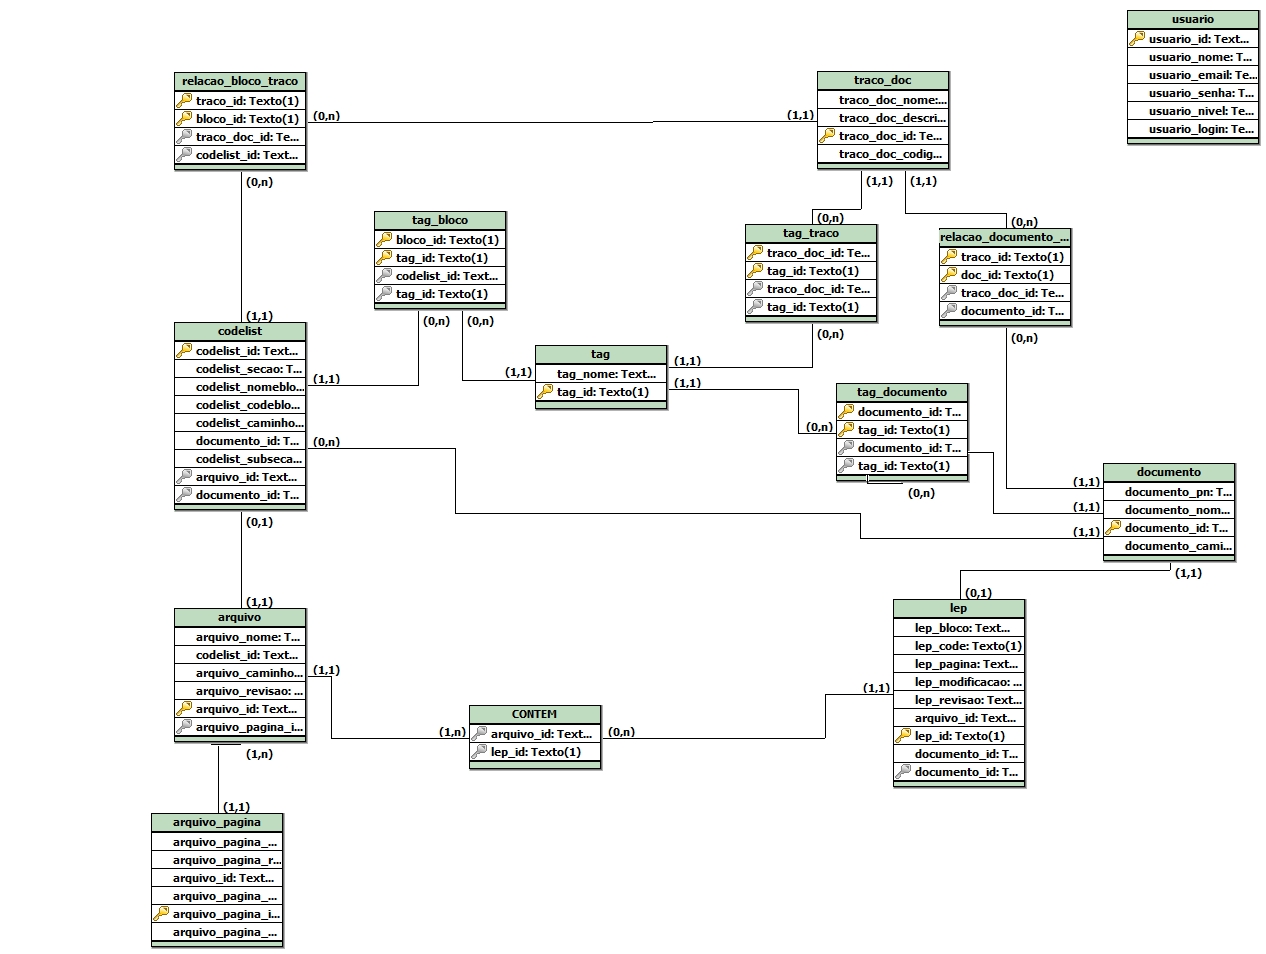 usuario
usuario_id: Text...
usuario_nome: T...
usuario_email: Te...
usuario_senha: T...
usuario_nivel: Te...
usuario_login: Te...
relacao_bloco_traco
traco_id: Texto(1)
bloco_id: Texto(1)
traco_doc_id: Te...
codelist_id: Text...
(0,n)
(1,1)
traco_doc
traco_doc_nome:...
traco_doc_descri...
traco_doc_id: Te...
traco_doc_codig...
(0,n)
(1,1)
(1,1)
tag_bloco
bloco_id: Texto(1)
tag_id: Texto(1)
codelist_id: Text...
tag_id: Texto(1)
(0,n)
(0,n)
(0,n)
tag_traco
traco_doc_id: Te...
tag_id: Texto(1)
traco_doc_id: Te...
tag_id: Texto(1)
(0,n)
(0,n)
relacao_documento_...
traco_id: Texto(1)
doc_id: Texto(1)
traco_doc_id: Te...
documento_id: T...
(0,n)
(1,1)
codelist
codelist_id: Text...
codelist_secao: T...
codelist_nomeblo...
codelist_codeblo...
codelist_caminho...
documento_id: T...
codelist_subseca...
arquivo_id: Text...
documento_id: T...
(1,1)
(0,n)
(0,1)
(1,1)
tag
tag_nome: Text...
tag_id: Texto(1)
(1,1)
(1,1)
(0,n)
tag_documento
documento_id: T...
tag_id: Texto(1)
documento_id: T...
tag_id: Texto(1)
(0,n)
(1,1)
(1,1)
(1,1)
documento
documento_pn: T...
documento_nom...
documento_id: T...
documento_cami...
(1,1)
(0,1)
lep
lep_bloco: Text...
lep_code: Texto(1)
lep_pagina: Text...
lep_modificacao: ...
lep_revisao: Text...
arquivo_id: Text...
lep_id: Texto(1)
documento_id: T...
documento_id: T...
(1,1)
(1,1)
arquivo
arquivo_nome: T...
codelist_id: Text...
arquivo_caminho...
arquivo_revisao: ...
arquivo_id: Text...
arquivo_pagina_i...
(1,1)
(1,n)
(1,n)
CONTEM
arquivo_id: Text...
lep_id: Texto(1)
(0,n)
(1,1)
arquivo_pagina
arquivo_pagina_...
arquivo_pagina_r...
arquivo_id: Text...
arquivo_pagina_...
arquivo_pagina_i...
arquivo_pagina_...